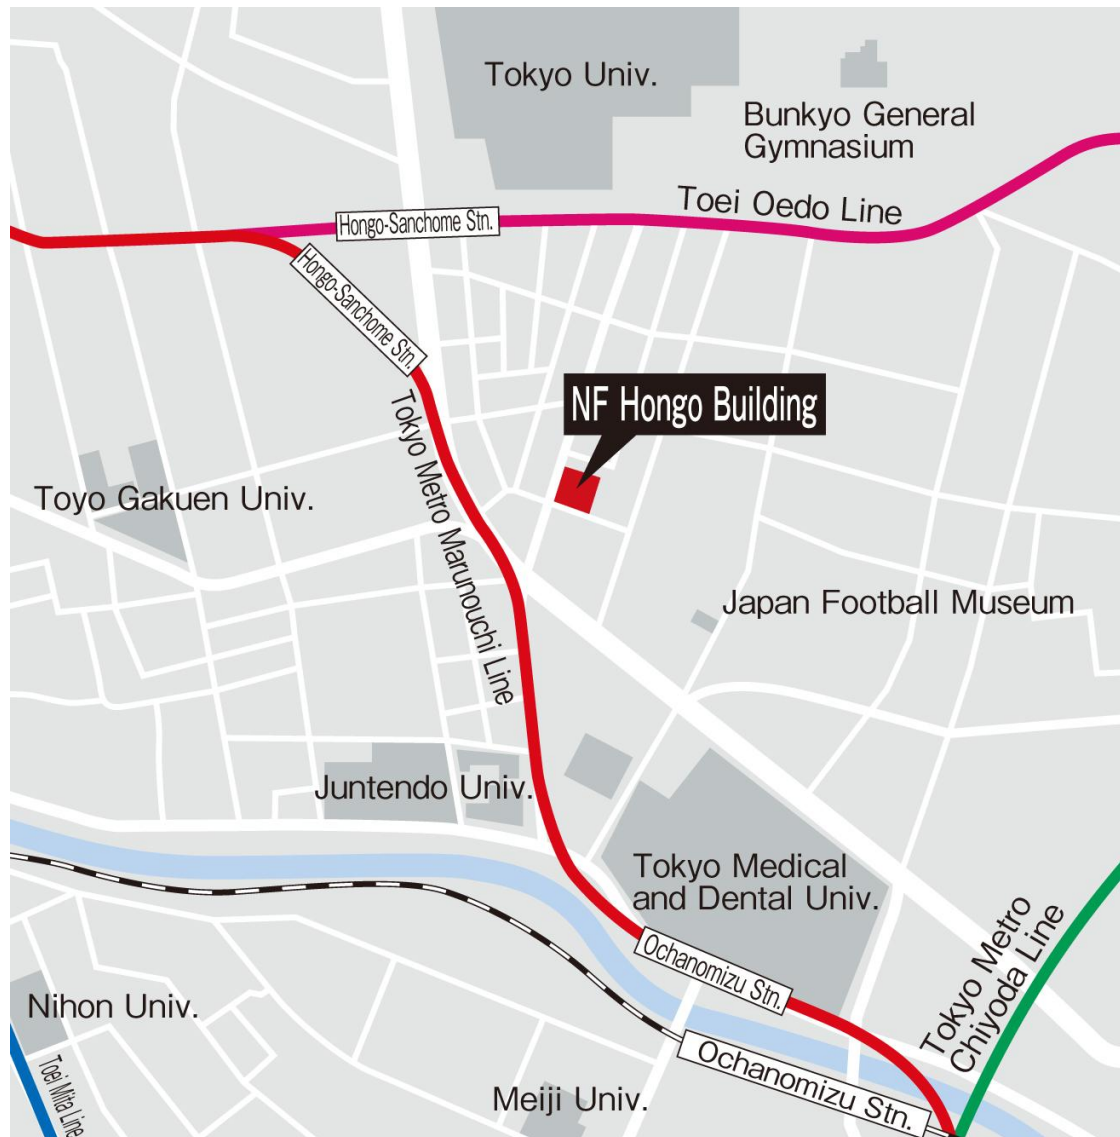 Tokyo Univ.
Bunkyo General
Gymnasium
Toei Oedo Line
Hongo-Sanchome Stn.
Hongo-Sanchome Stn.
NF Hongo Building
Tokyo Metro Marunouchi Line
Toyo Gakuen Univ.
Japan Football Museum
Juntendo Univ.
Tokyo Medical
and Dental Univ.
Ochanomizu Stn.
Tokyo Metro
Chiyoda Line
Nihon Univ.
Toei Mita Line
Ochanomizu Stn.
Meiji Univ.